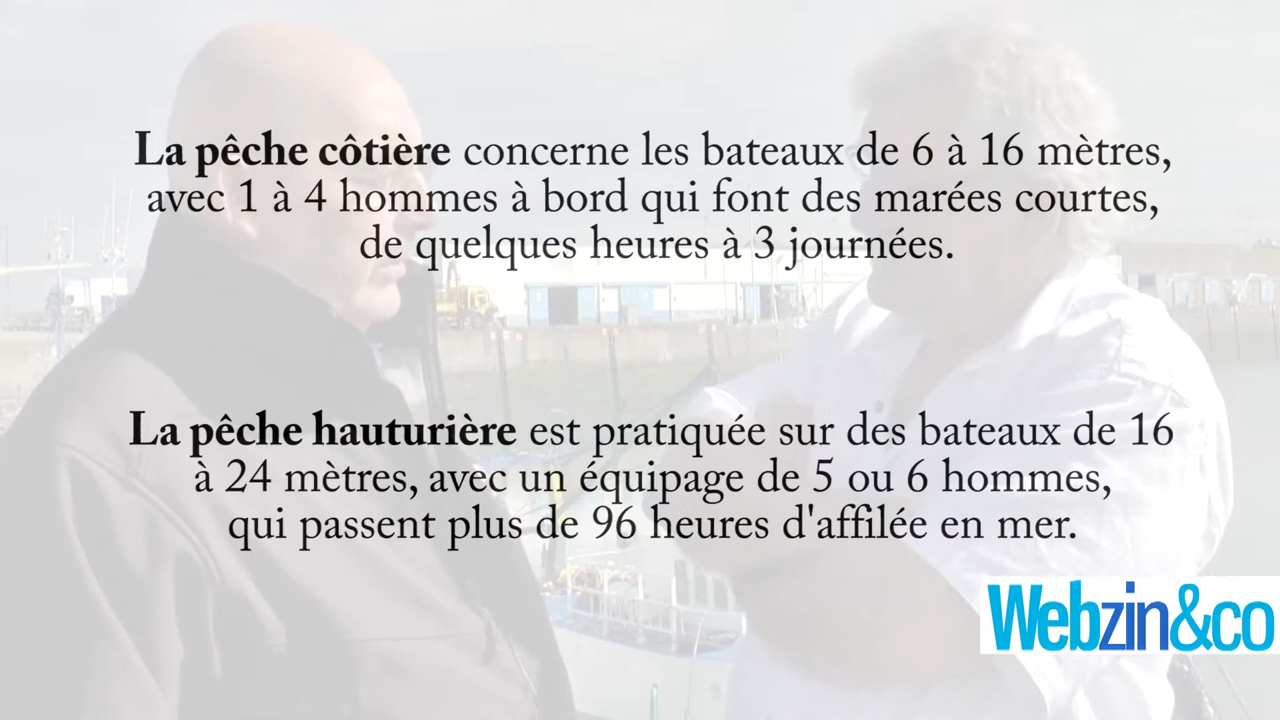 La pêche côtière concerne les bateaux de 6 à 16 mètres,
avec 1 à 4 hommes à bord qui font des marées courtes,
de quelques heures à 3 journées.
La pêche hauturière est pratiquée sur des bateaux de 16
à 24 mètres, avec un équipage de 5 ou 6 hommes,
qui passent plus de 96 heures d'affilée en mer.
Webzin&co